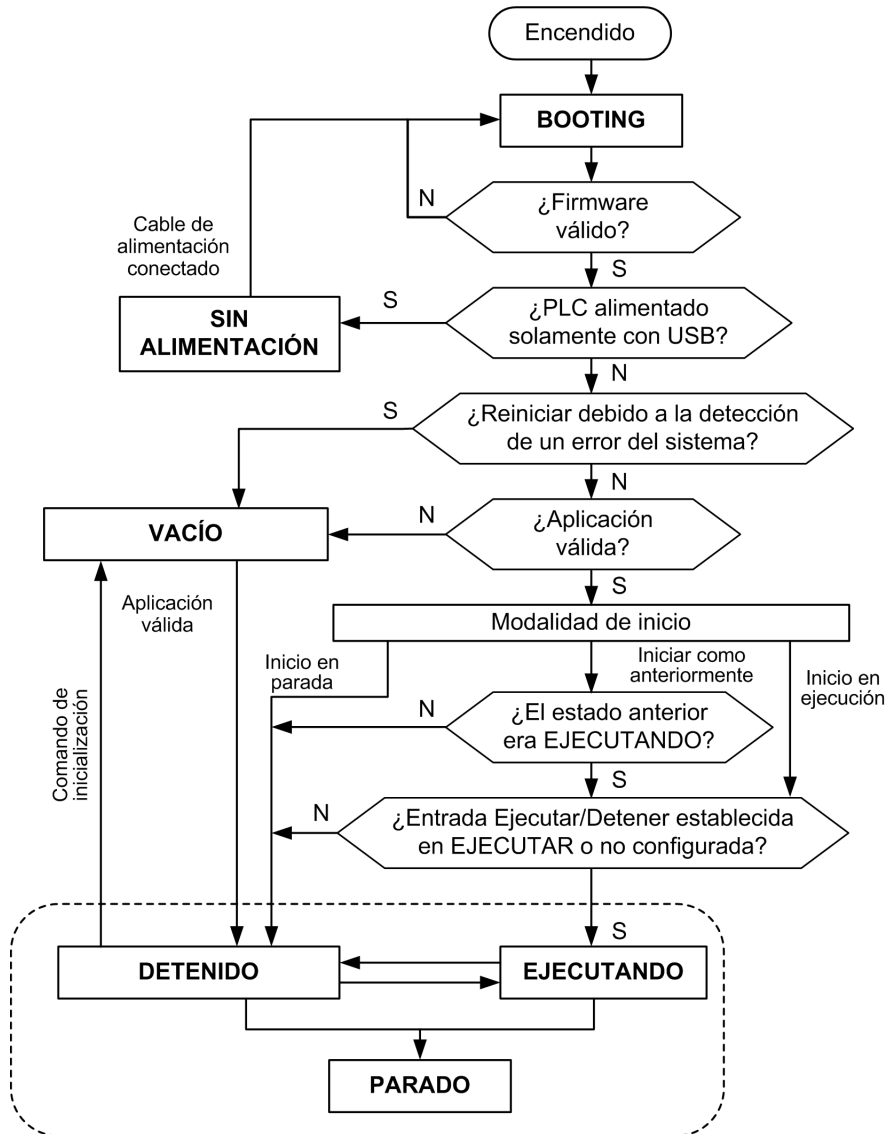 Encendido
BOOTING
¿Firmware
válido?
N
S
Cable de
alimentación
conectado
SIN
ALIMENTACIÓN
S
¿PLC alimentado
solamente con USB?
N
S
¿Reiniciar debido a la detección
de un error del sistema?
N
VACÍO
N
¿Aplicación
válida?
S
Aplicación
válida
Modalidad de inicio
Inicio en
parada
Iniciar como
anteriormente
Inicio en
ejecución
Comando de
inicialización
N
¿El estado anterior
era EJECUTANDO?
S
N
¿Entrada Ejecutar/Detener establecida
en EJECUTAR o no configurada?
S
DETENIDO
EJECUTANDO
PARADO